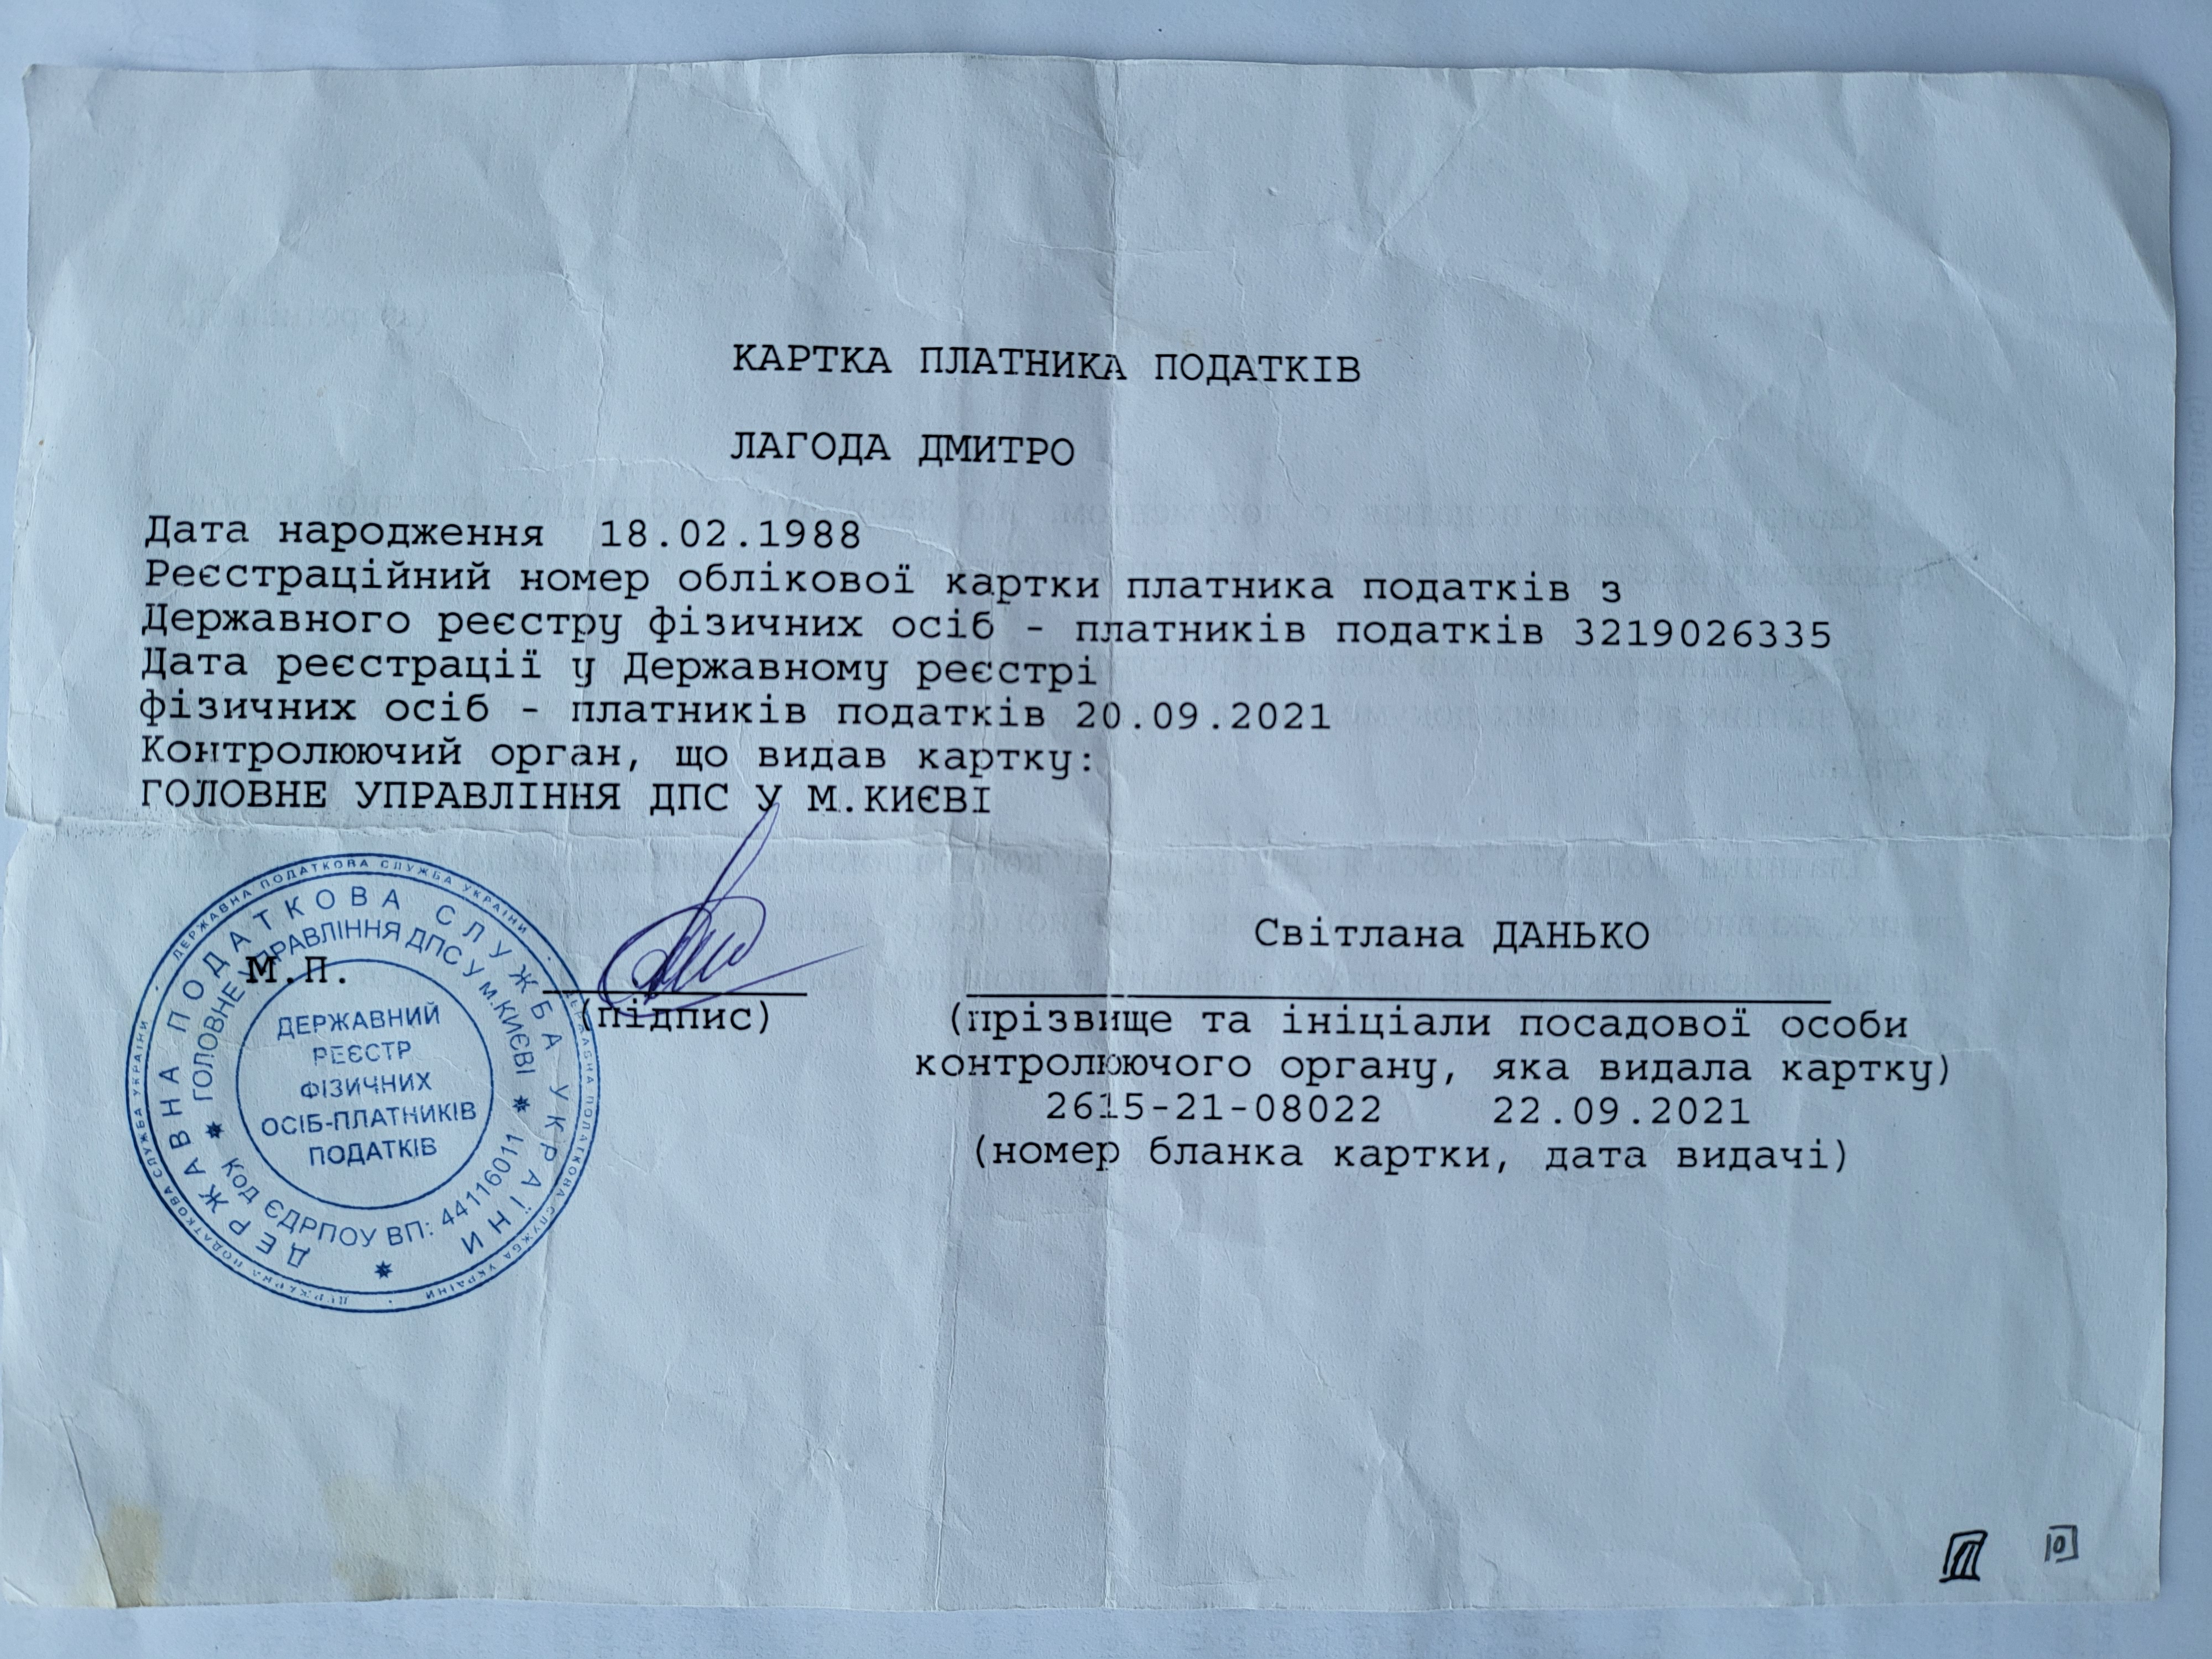 КАРТКА ПЛАТНИКА ПОДАТКІВ
ЛАГОДА ДМИТРО
Дата народження 18.02.1988
Реєстраційний номер облікової картки платника податків з
Державного реєстру фізичних осіб - платників податків 3219026335
Дата реєстрації у Державному реєстрі
фізичних осіб - платників податків 20.09.2021
Контролюючий орган, що видав картку:
ГОЛОВНЕ УПРАВЛІННЯ ДПС У М.КИЄВІ
М.П.
(підпис)
Світлана ДАНЬКО
(прізвище та ініціали посадової особи
контролюючого органу, яка видала картку)
2615-21-08022 22.09.2021
(номер бланка картки, дата видачі)
ДЕРЖАВНА ПОДАТКОВА СЛУЖБА УКРАЇНИ
ДЕРЖАВНА ПОДАТКОВА СЛУЖБА УКРАЇНИ
ГОЛОВНЕ УПРАВЛІННЯ ДПС У м.КИЄВІ
Код ЄДРПОУ ВП: 44116011
ДЕРЖАВНИЙ
РЕЄСТР
ФІЗИЧНИХ
ОСІБ-ПЛАТНИКІВ
ПОДАТКІВ